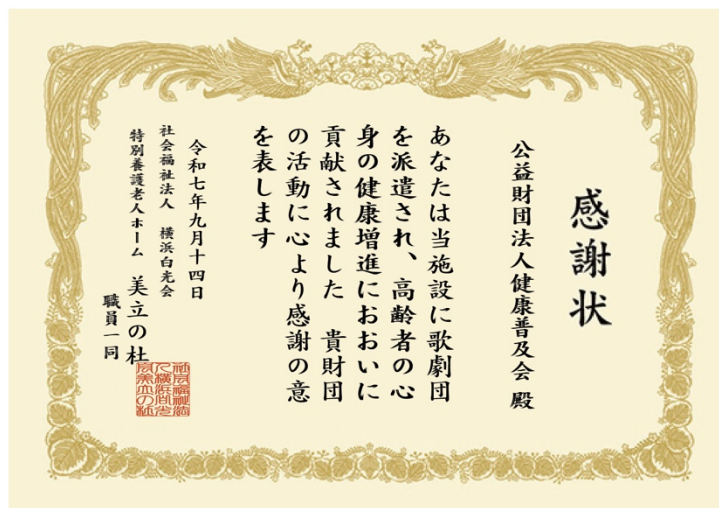 感謝状
公益財団法人健康普及会 殿
あなたは当施設に歌劇団
を派遣され、高齢者の心
身の健康増進におおいに
貢献されました 貴財団
の活動に心より感謝の意
を表します
令和七年九月十四日
社会福祉法人 横浜白光会
特別養護老人ホーム 美立の杜
職員一同